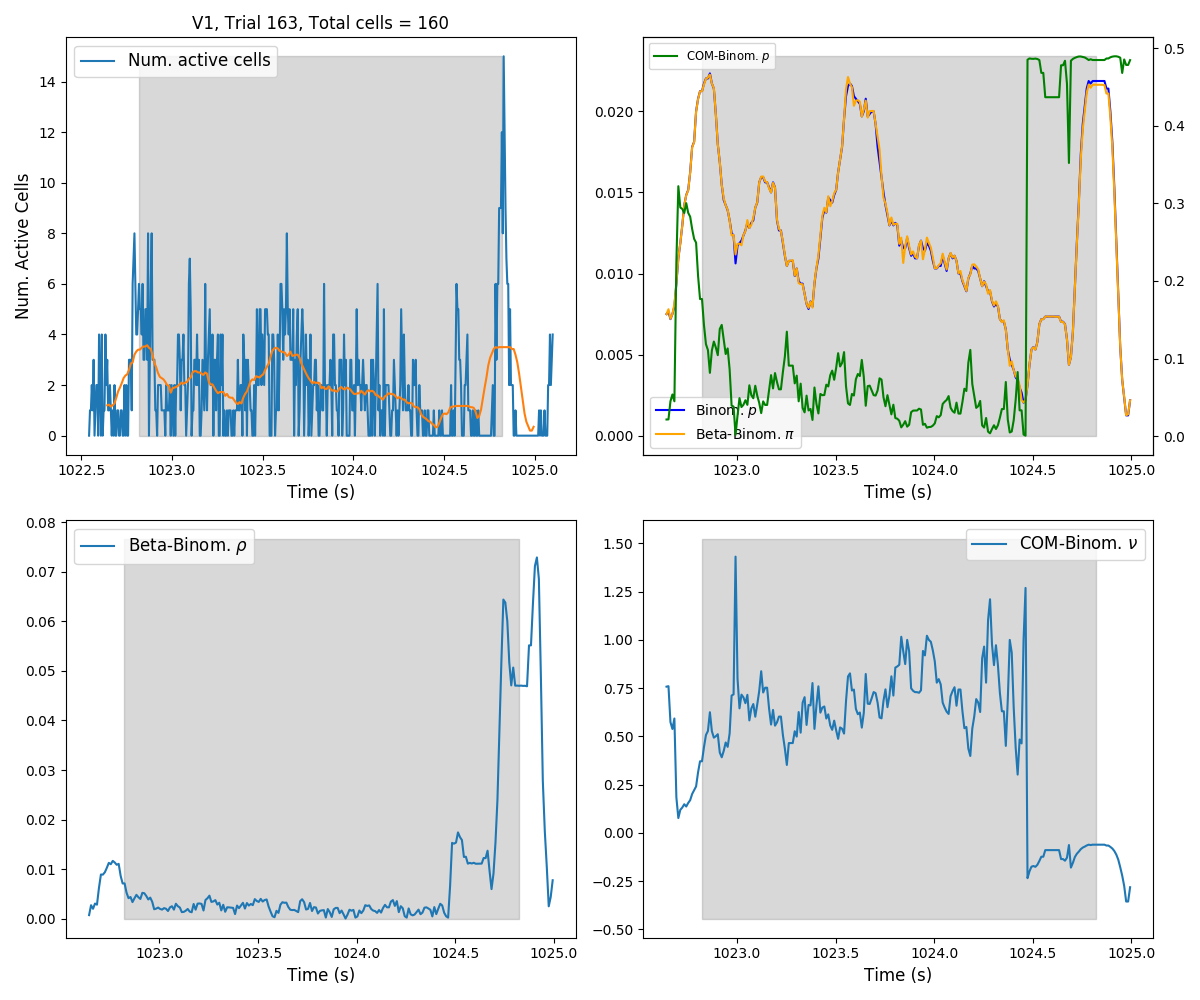 V1, Trial 163, Total cells = 160
Num. active cells
Num. Active Cells
14
12
10
8
6
4
2
0
1022.5 1023.0 1023.5 1024.0 1024.5 1025.0
Time (s)
COM-Binom. p
0.020
0.015
0.010
0.005
0.000
0.5
0.4
0.3
0.2
0.1
0.0
Binom. p
Beta-Binom. π
1023.0 1023.5 1024.0 1024.5 1025.0
Time (s)
Beta-Binom. ρ
0.08
0.07
0.06
0.05
0.04
0.03
0.02
0.01
0.00
1023.0 1023.5 1024.0 1024.5 1025.0
Time (s)
COM-Binom. ν
1.50
1.25
1.00
0.75
0.50
0.25
0.00
−0.25
−0.50
1023.0 1023.5 1024.0 1024.5 1025.0
Time (s)